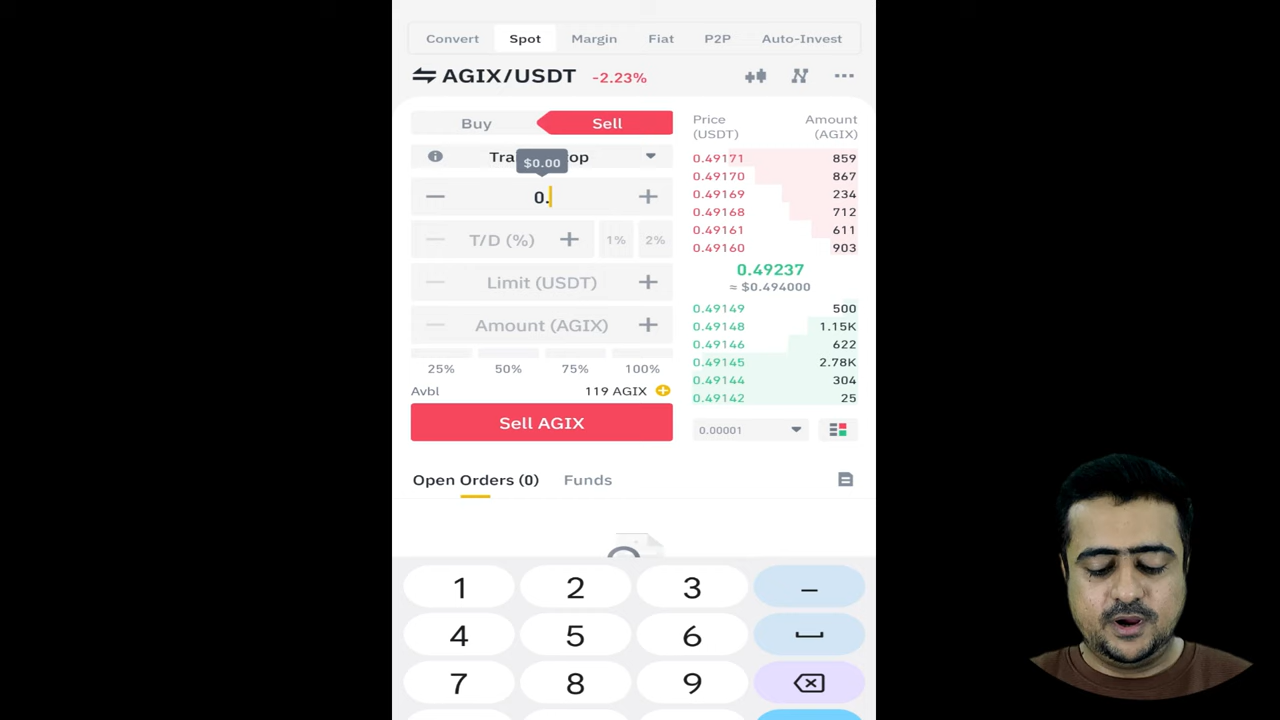 Convert Spot Margin Fiat P2P Auto-Invest
AGIX/USDT -2.23%
Buy Sell
$0.00
0.
T/D (%) 1% 2%
Limit (USDT)
Amount (AGIX)
25% 50% 75% 100%
Avbl 119 AGIX
Sell AGIX
Price (USDT) Amount (AGIX)
0.49171 859
0.49170 867
0.49169 234
0.49168 712
0.49161 611
0.49160 903
0.49237
≈ $0.494000
0.49149 500
0.49148 1.15K
0.49146 622
0.49145 2.78K
0.49144 304
0.49142 25
0.00001
Open Orders (0) Funds
1 2 3 –
4 5 6
7 8 9